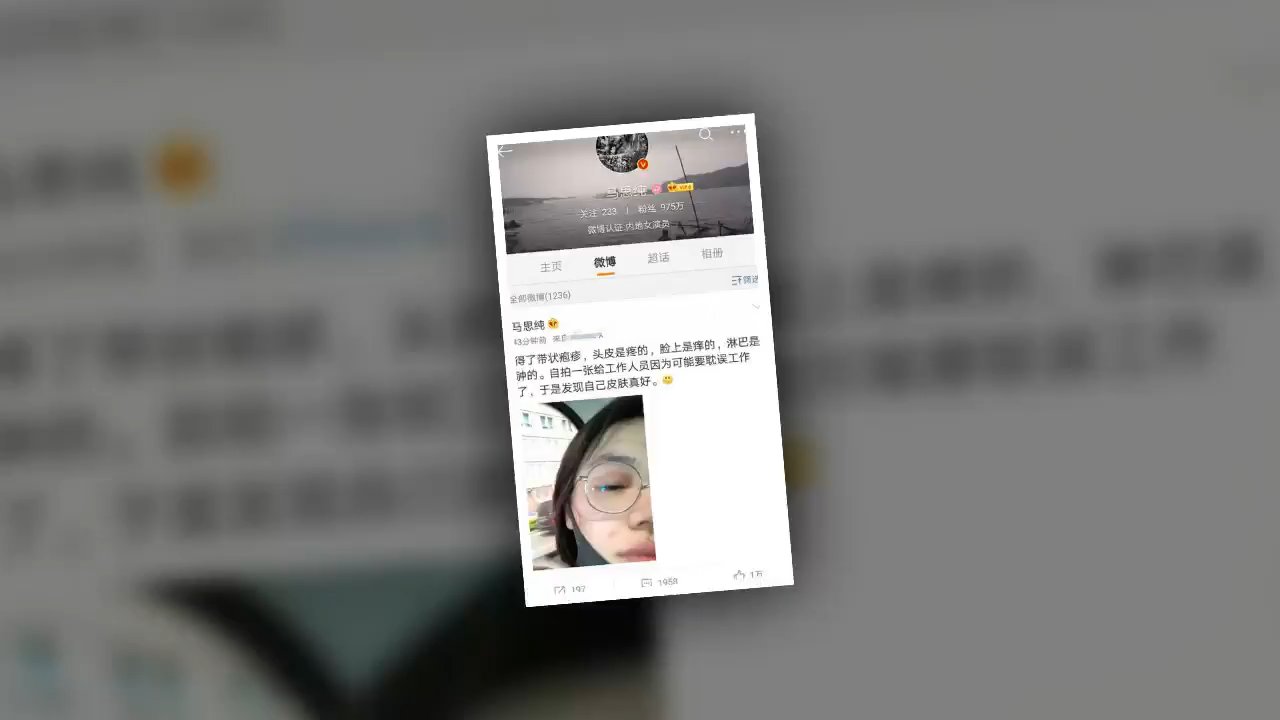 马思纯
关注 233 | 粉丝 975万
微博认证:内地女演员
主页 微博 超话 相册
全部微博(1236)
筛选
马思纯
43分钟前 来自
得了带状疱疹，头皮是疼的，脸上是痒的，淋巴是
肿的。自拍一张给工作人员因为可能要耽误工作
了，于是发现自己皮肤真好。
197 1958 1万